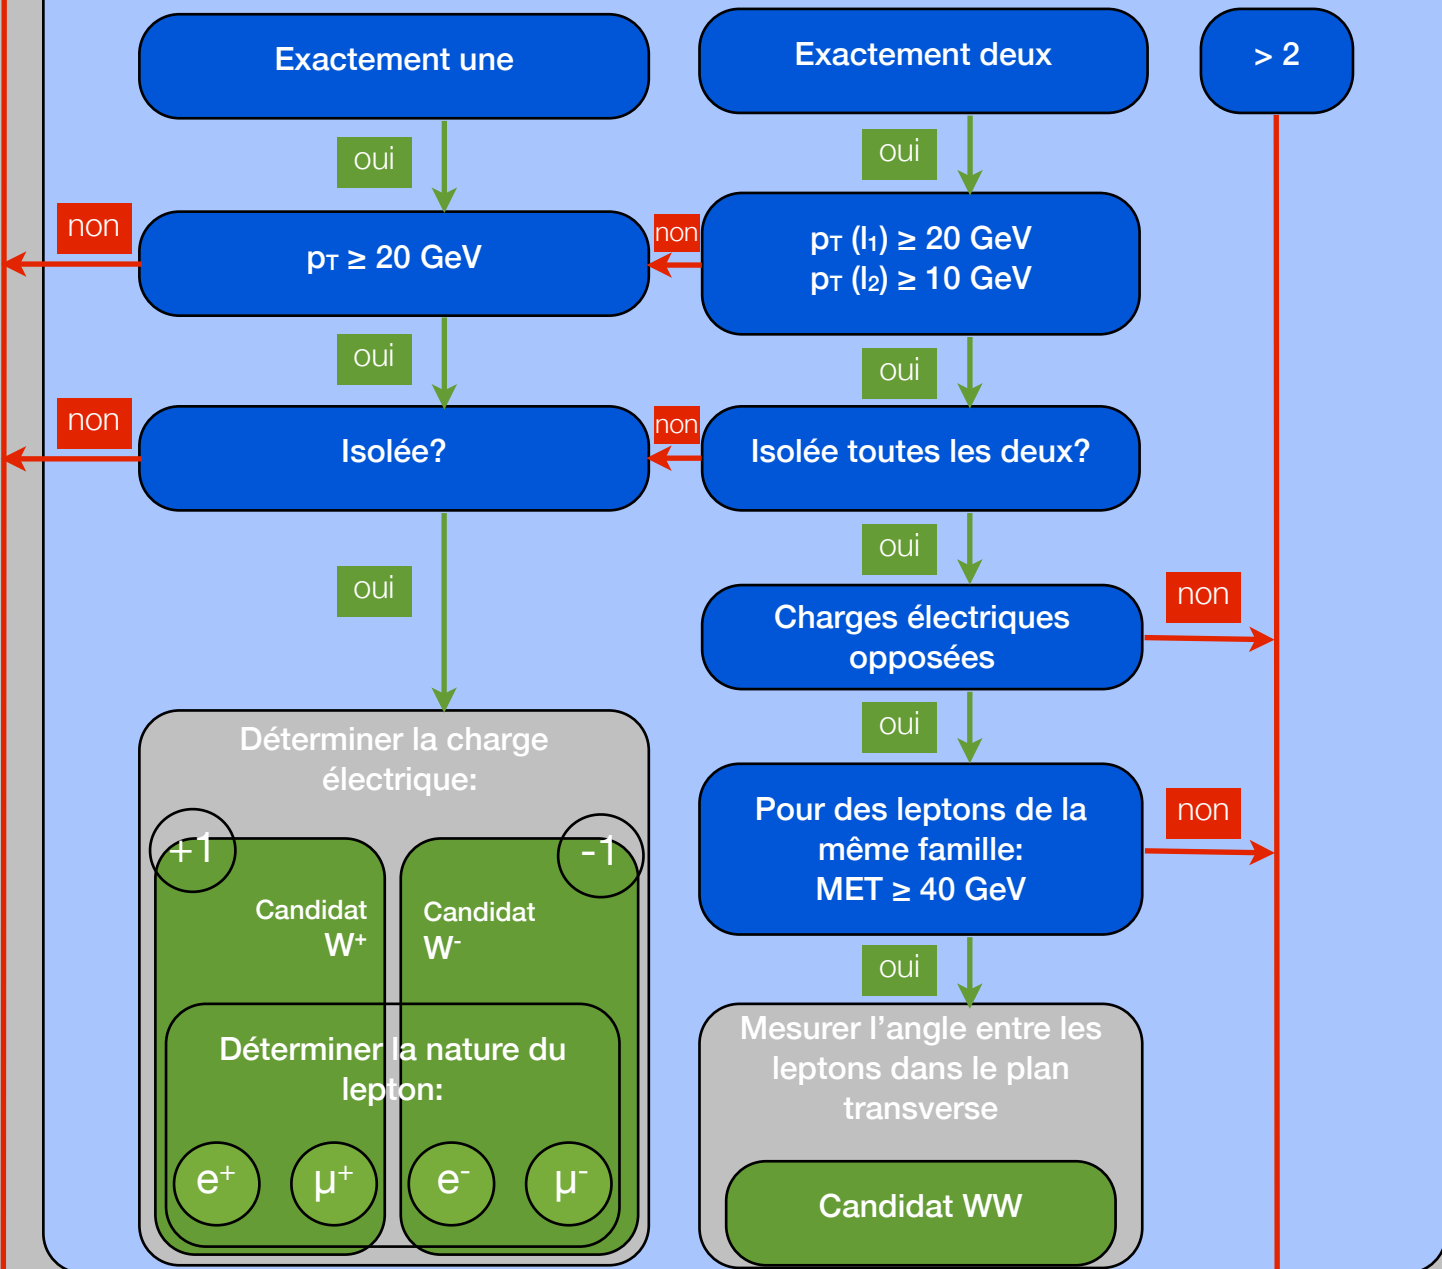 Exactement une
Exactement deux
> 2
oui
oui
non
pT ≥ 20 GeV
non
pT (l1) ≥ 20 GeV
pT (l2) ≥ 10 GeV
oui
oui
non
Isolée?
non
Isolée toutes les deux?
oui
oui
Charges électriques
opposées
non
oui
Déterminer la charge
électrique:
+1
-1
Candidat
W+
Candidat
W-
Déterminer la nature du
lepton:
e+
µ+
e-
µ-
Pour des leptons de la
même famille:
MET ≥ 40 GeV
non
oui
Mesurer l’angle entre les
leptons dans le plan
transverse
Candidat WW